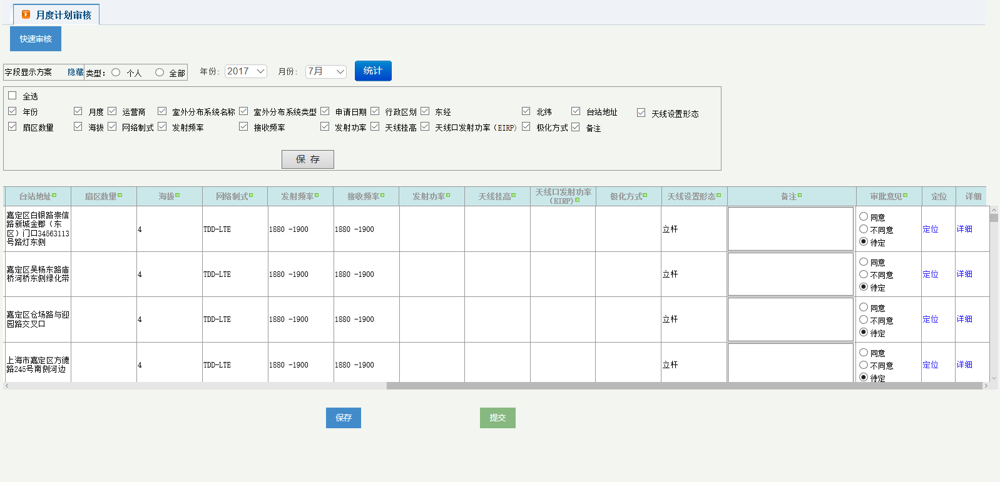 月度计划审核
快速审核
字段显示方案 隐藏 类型： 个人 全部 年份: 2017 月份: 7月 统计
全选
年份 月度 运营商 室外分布系统名称 室外分布系统类型 申请日期 行政区划 东经 北纬 台站地址 天线设置形态
扇区数量 海拔 网络制式 发射频率 接收频率 发射功率 天线挂高 天线口发射功率（EIRP） 极化方式 备注
保 存
台站地址 扇区数量 海拔 网络制式 发射频率 接收频率 发射功率 天线挂高 天线口发射功率 极化方式 天线设置形态 备注 审批意见 定位 详细
（EIRP）
嘉定区白银路崇信
路新城金郡（东
区）门口34563113
号路灯东侧
4 TDD-LTE 1880 -1900 1880 -1900 立杆
同意
不同意
待定
定位 详细
嘉定区吴杨东路庙
桥河桥东侧绿化带
4 TDD-LTE 1880 -1900 1880 -1900 立杆
同意
不同意
待定
定位 详细
嘉定区仓场路与迎
园路交叉口
4 TDD-LTE 1880 -1900 1880 -1900 立杆
同意
不同意
待定
定位 详细
上海市嘉定区方德
路245号南侧河边
4 TDD-LTE 1880 -1900 1880 -1900 立杆
同意
不同意
待定
定位 详细
保存 提交